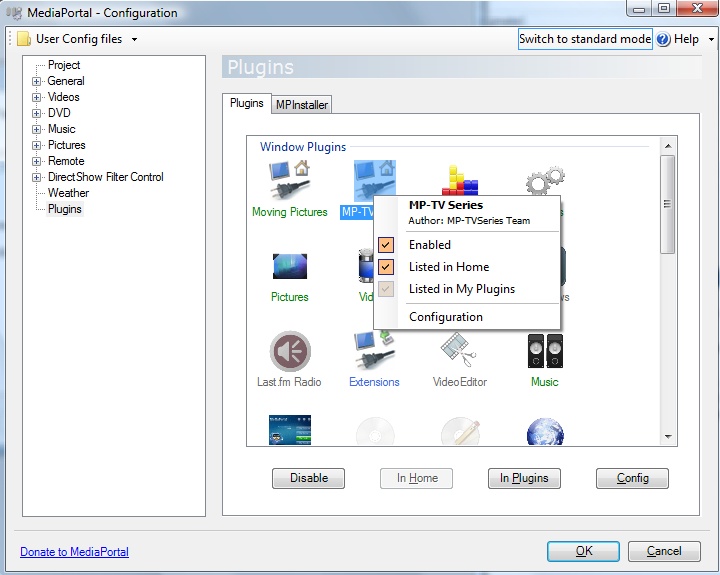 MediaPortal - Configuration
User Config files
Switch to standard mode
Help
Project
General
Videos
DVD
Music
Pictures
Remote
DirectShow Filter Control
Weather
Plugins
Plugins
Plugins
MPInstaller
Window Plugins
Moving Pictures
MP-TV
MP-TV Series
Author: MP-TVSeries Team
Enabled
Listed in Home
Listed in My Plugins
Configuration
Pictures
Last.fm Radio
Extensions
VideoEditor
Music
Disable
In Home
In Plugins
Config
Donate to MediaPortal
OK
Cancel